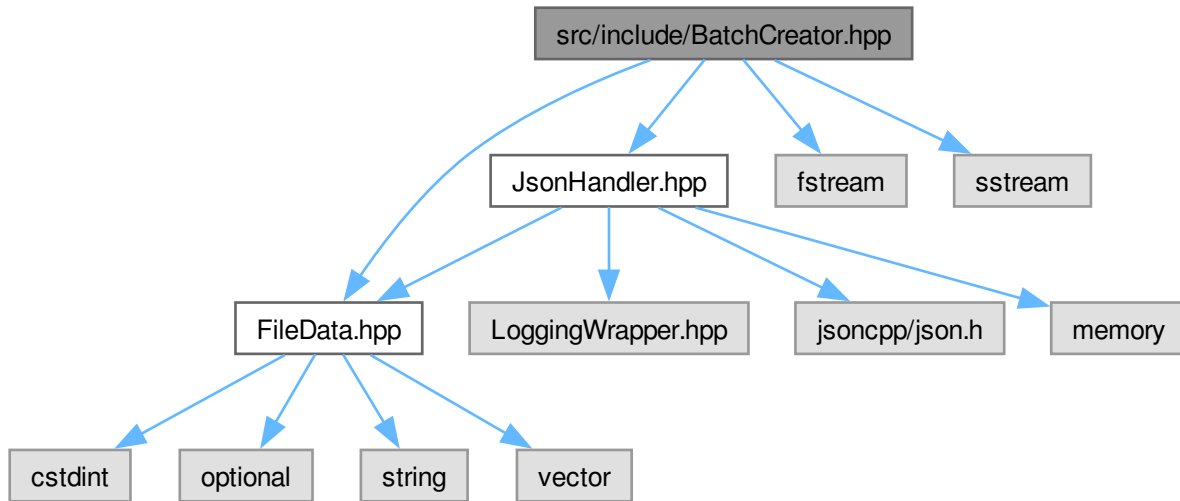 src/include/BatchCreator.hpp
JsonHandler.hpp
fstream
sstream
FileData.hpp
LoggingWrapper.hpp
jsoncpp/json.h
memory
cstdint
optional
string
vector